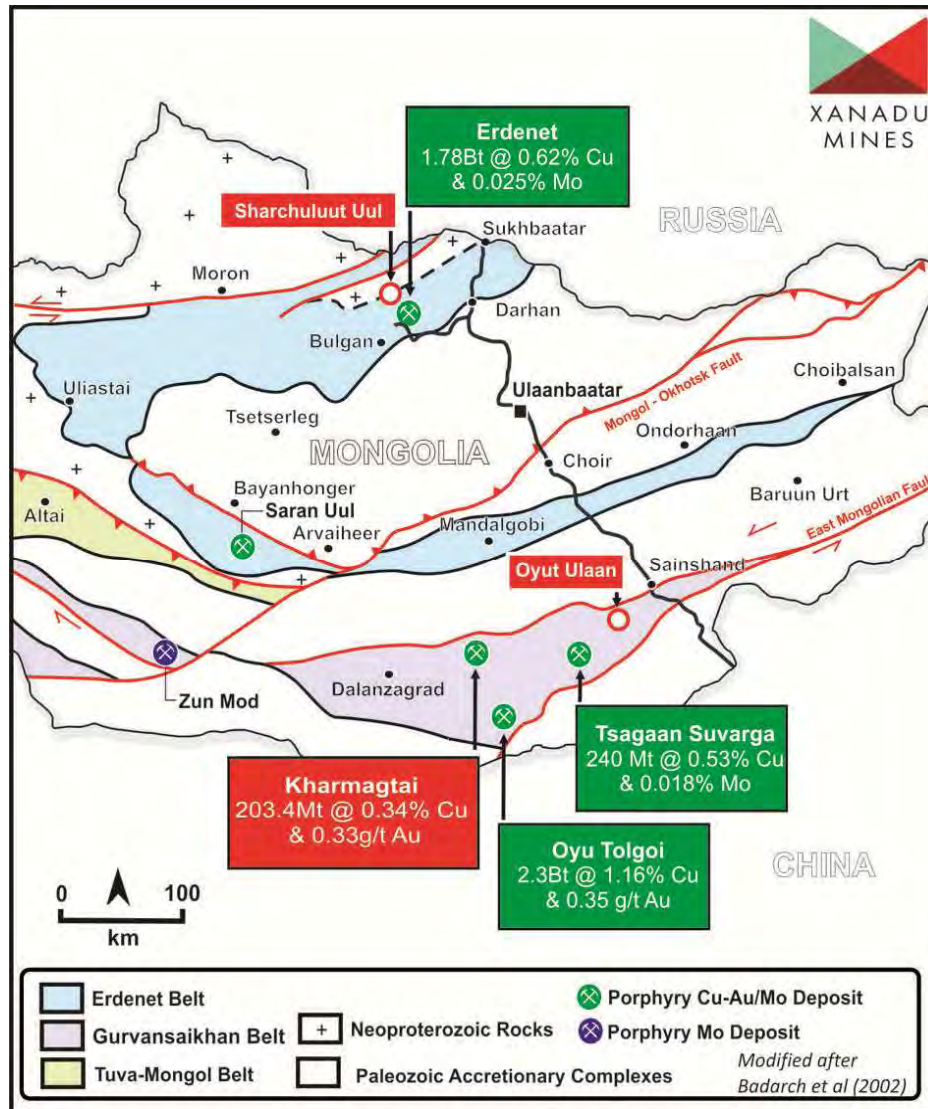 XANADU
MINES
Erdenet
1.78Bt @ 0.62% Cu
& 0.025% Mo
Sharchuluut Uul
RUSSIA
Sukhbaatar
Moron
Darhan
Bulgan
Uliastai
Ulaanbaatar
Choibalsan
Tsetserleg
Mongol - Okhotsk Fault
Ondorhaan
MONGOLIA
Choir
Bayanhonger
Baruun Urt
Saran Uul
Altai
Arvaiheer
Mandalgobi
East Mongolian Faul
Oyut Ulaan
Sainshand
Dalanzagrad
Zun Mod
Tsagaan Suvarga
240 Mt @ 0.53% Cu
& 0.018% Mo
Kharmagtai
203.4Mt @ 0.34% Cu
& 0.33g/t Au
Oyu Tolgoi
2.3Bt @ 1.16% Cu
& 0.35 g/t Au
CHINA
0 100
km
Erdenet Belt
Gurvansaikhan Belt
Tuva-Mongol Belt
+ Neoproterozoic Rocks
Paleozoic Accretionary Complexes
Porphyry Cu-Au/Mo Deposit
Porphyry Mo Deposit
Modified after
Badarch et al (2002)